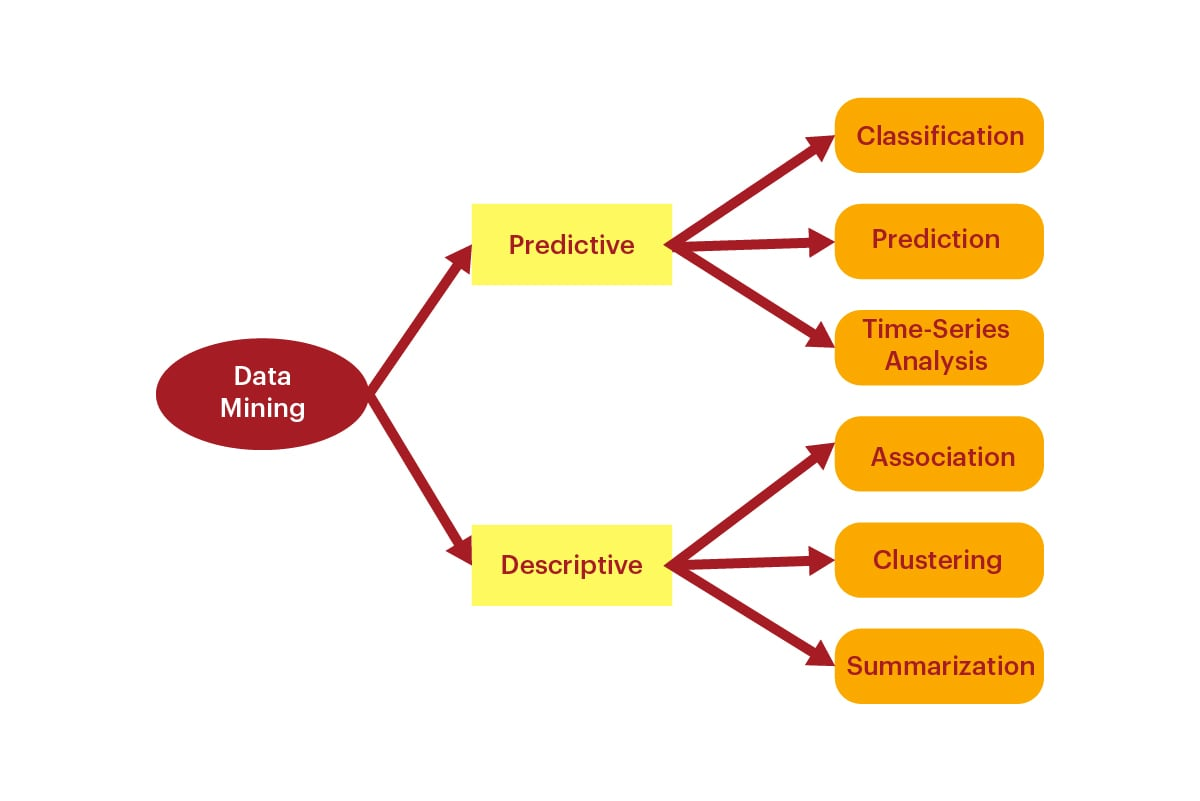 Data
Mining
Predictive
Classification
Prediction
Time-Series
Analysis
Descriptive
Association
Clustering
Summarization